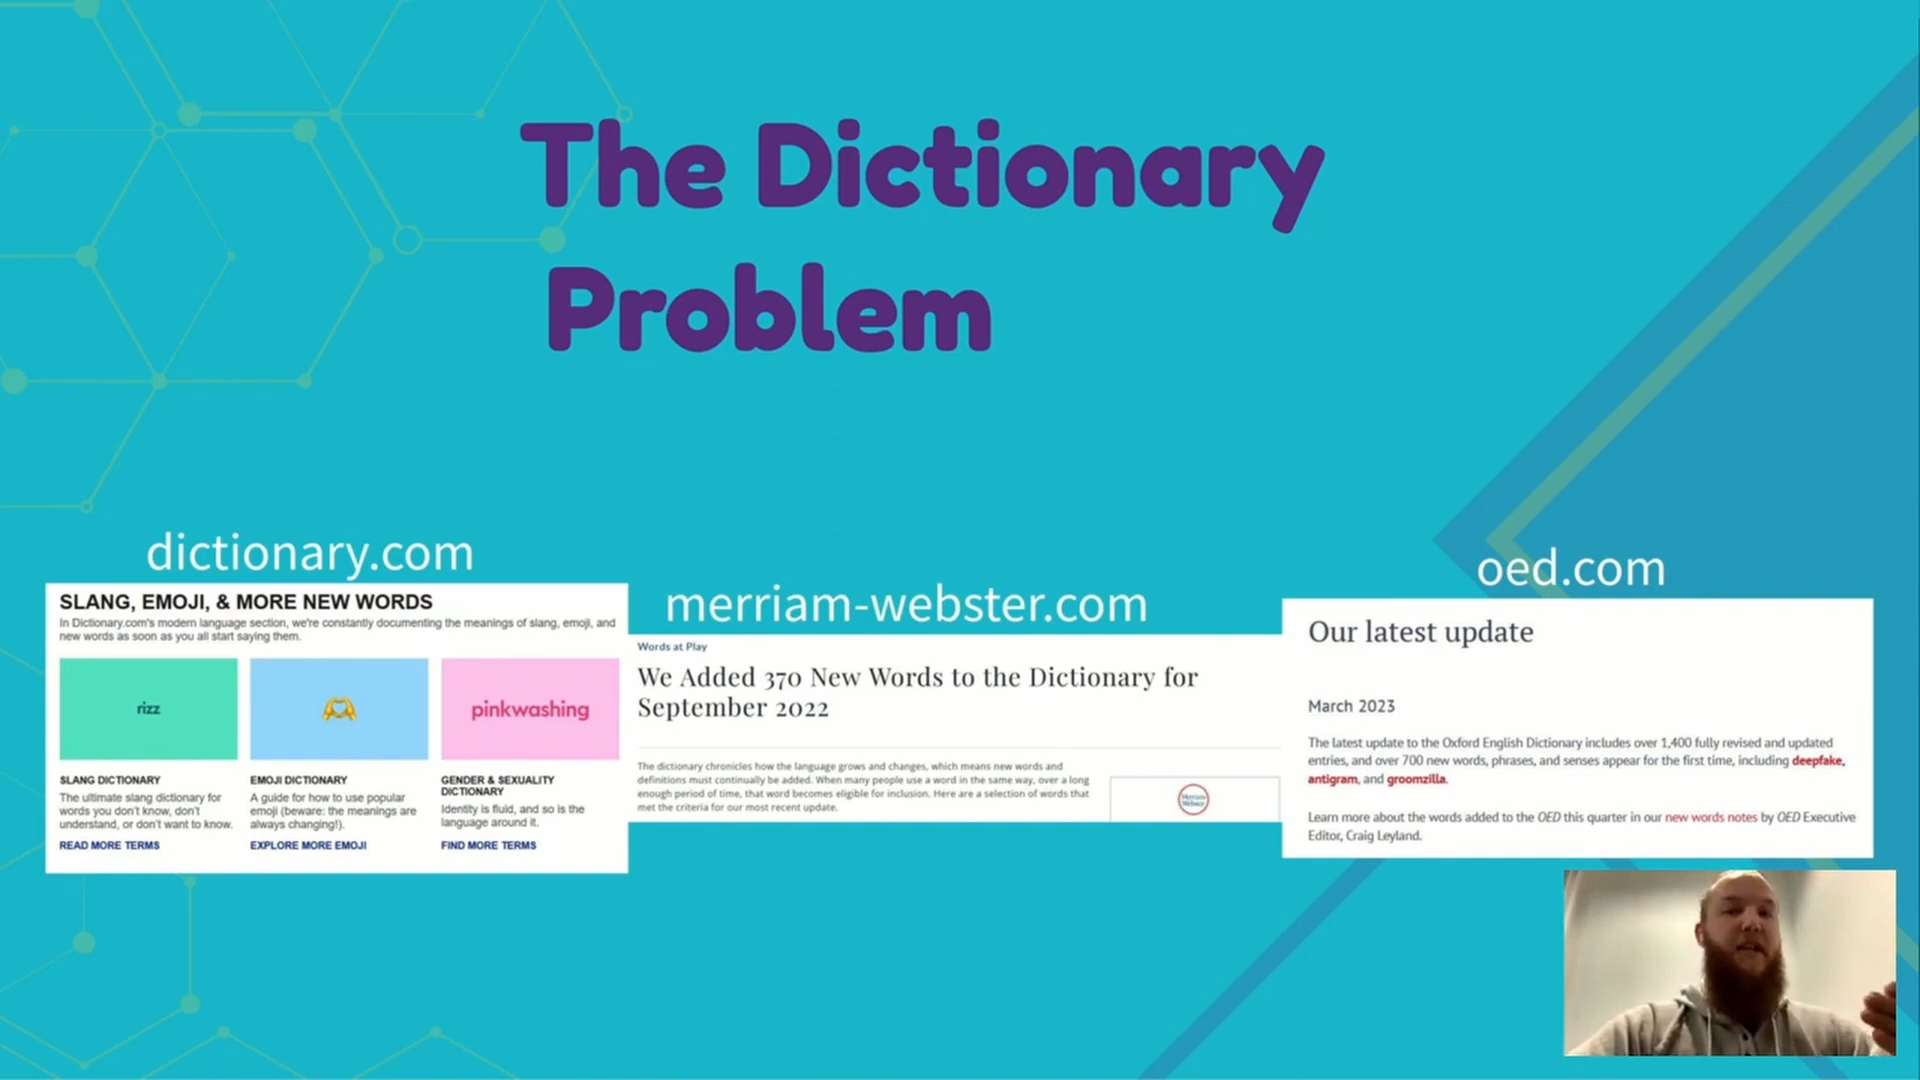 The Dictionary
Problem
dictionary.com
SLANG, EMOJI, & MORE NEW WORDS
In Dictionary.com's modern language section, we're constantly documenting the meanings of slang, emoji, and
new words as soon as you all start saying them.
rizz
pinkwashing
SLANG DICTIONARY
The ultimate slang dictionary for
words you don't know, don't
understand, or don't want to know.
READ MORE TERMS
EMOJI DICTIONARY
A guide for how to use popular
emoji (beware: the meanings are
always changing!).
EXPLORE MORE EMOJI
GENDER & SEXUALITY
DICTIONARY
Identity is fluid, and so is the
language around it.
FIND MORE TERMS
merriam-webster.com
Words at Play
We Added 370 New Words to the Dictionary for
September 2022
The dictionary chronicles how the language grows and changes, which means new words and
definitions must continually be added. When many people use a word in the same way, over a long
enough period of time, that word becomes eligible for inclusion. Here are a selection of words that
met the criteria for our most recent update.
Merriam
Webster
oed.com
Our latest update
March 2023
The latest update to the Oxford English Dictionary includes over 1,400 fully revised and updated
entries, and over 700 new words, phrases, and senses appear for the first time, including deepfake,
antigram, and groomzilla.
Learn more about the words added to the OED this quarter in our new words notes by OED Executive
Editor, Craig Leyland.